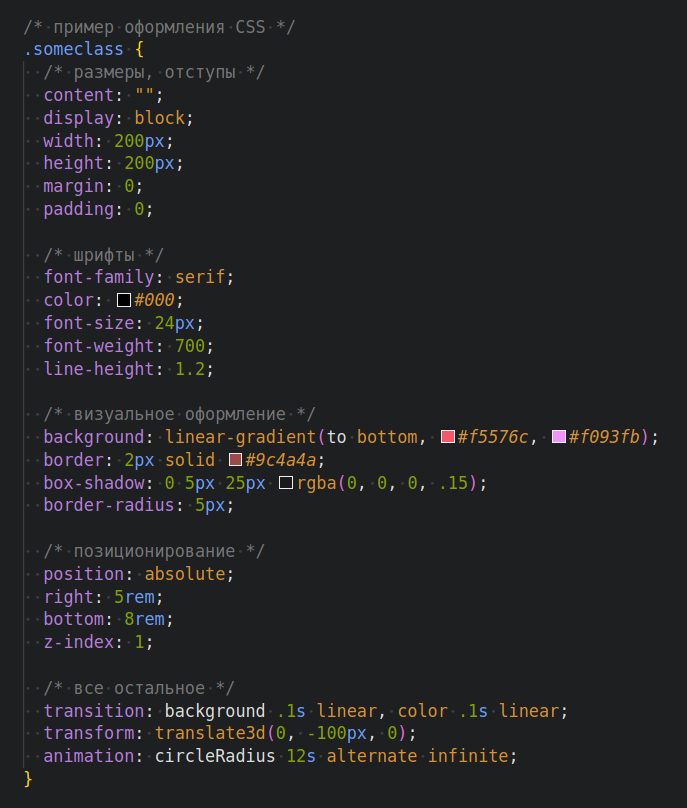 /* пример оформления CSS */
.someclass {
  /* размеры, отступы */
  content: "";
  display: block;
  width: 200px;
  height: 200px;
  margin: 0;
  padding: 0;

  /* шрифты */
  font-family: serif;
  color: #000;
  font-size: 24px;
  font-weight: 700;
  line-height: 1.2;

  /* визуальное оформление */
  background: linear-gradient(to bottom, #f5576c, #f093fb);
  border: 2px solid #9c4a4a;
  box-shadow: 0 5px 25px rgba(0, 0, 0, .15);
  border-radius: 5px;

  /* позиционирование */
  position: absolute;
  right: 5rem;
  bottom: 8rem;
  z-index: 1;

  /* все остальное */
  transition: background .1s linear, color .1s linear;
  transform: translate3d(0, -100px, 0);
  animation: circleRadius 12s alternate infinite;
}